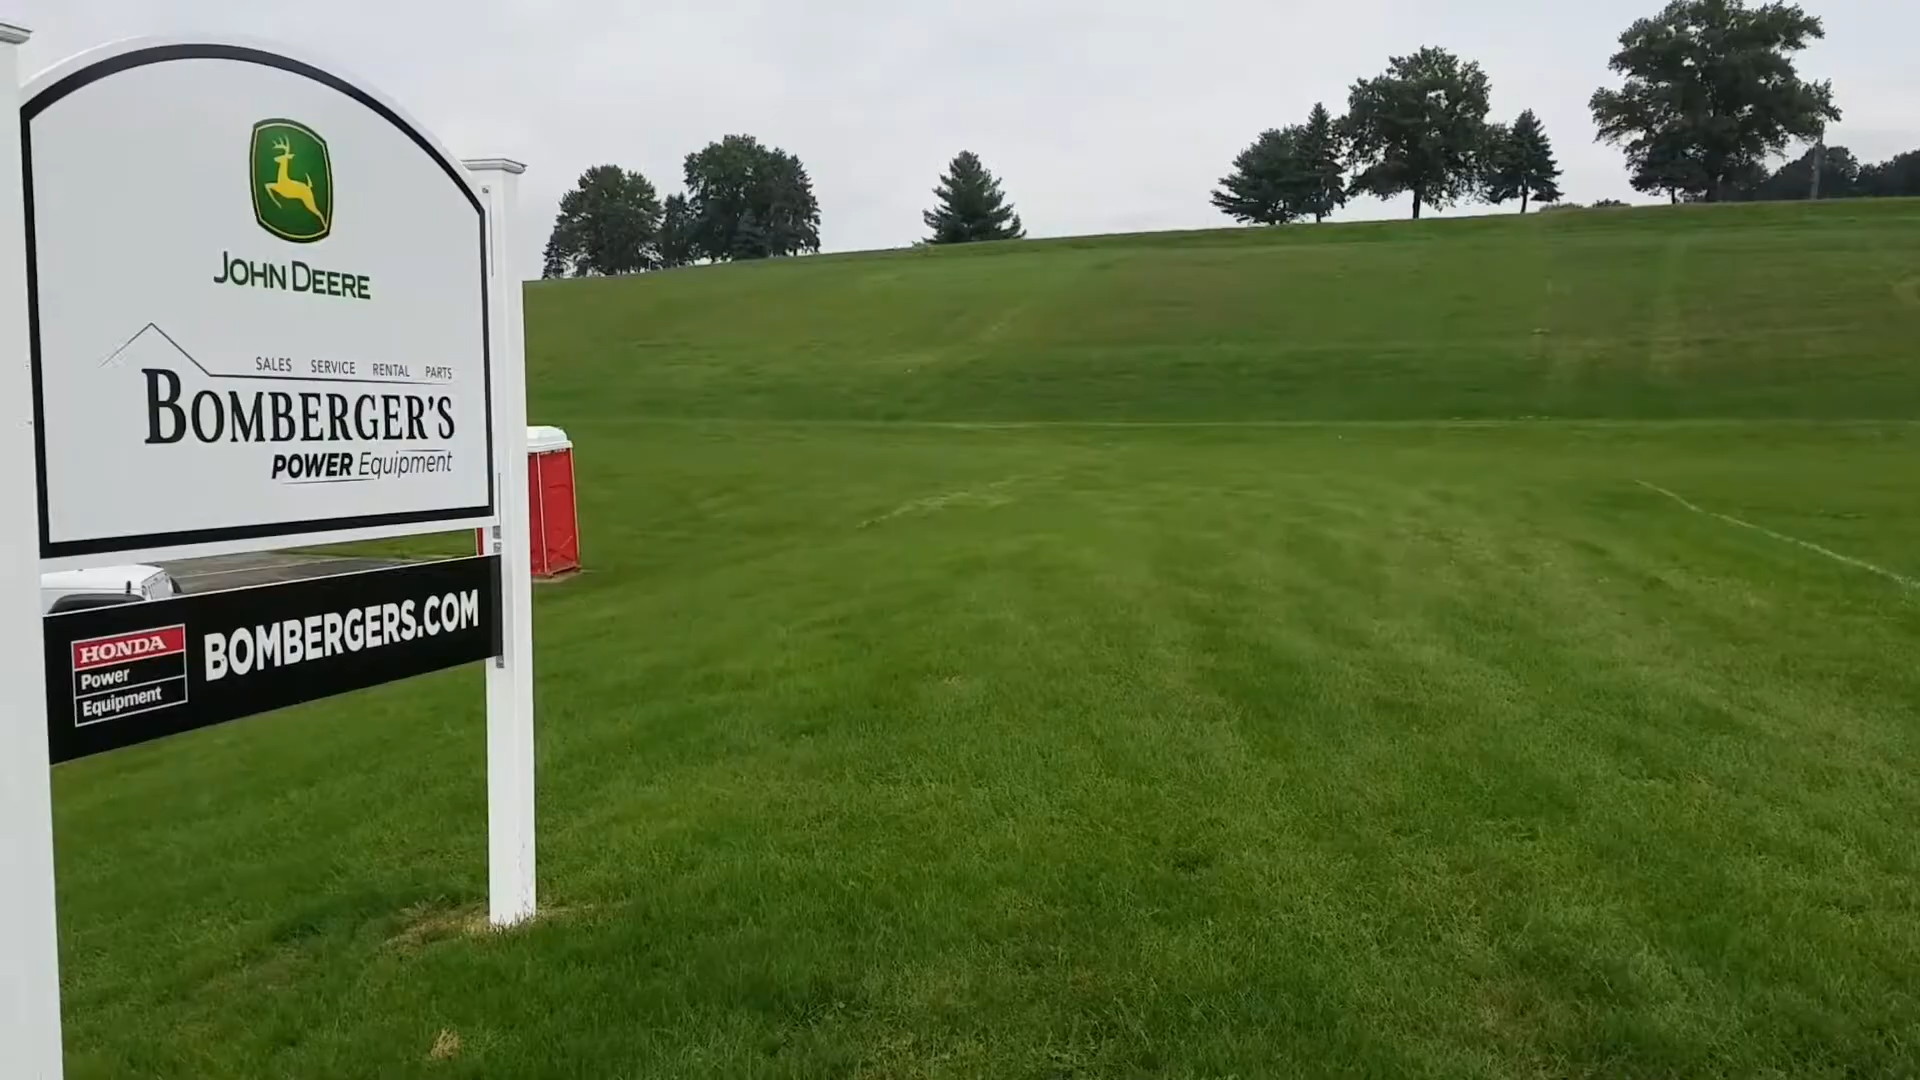 JOHN DEERE
SALES SERVICE RENTAL PARTS
BOMBERGER'S
POWER Equipment
HONDA
Power
Equipment
BOMBERGERS.COM